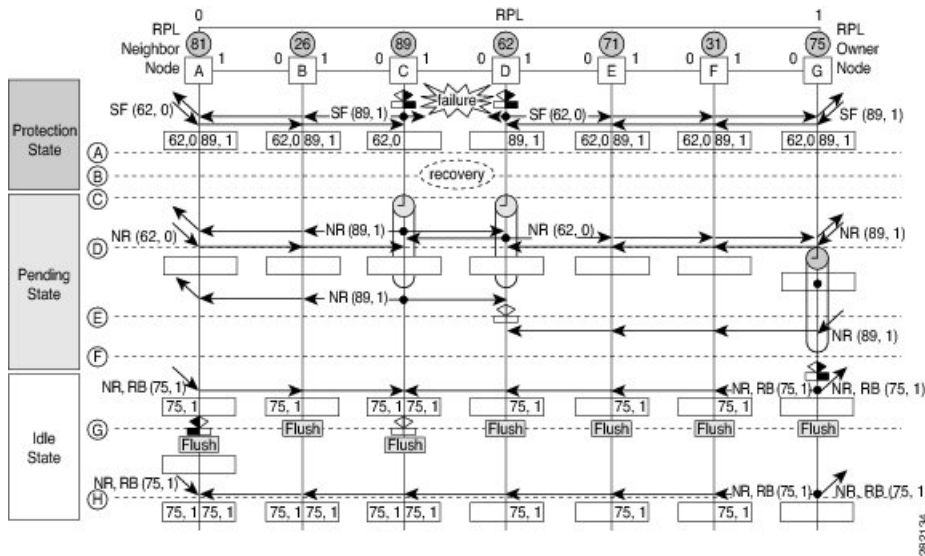 0 RPL 1
RPL Neighbor Node 81 26 89 62 71 31 75 RPL Owner Node
0 1 0 1 0 1 0 1 0 1 0
A B C D E F G
failure
SF (62, 0) SF (89, 1) SF (62, 0) SF (89, 1)
Protection State
62,0 89, 1 62,0 89, 1 62,0 89, 1 62,0 89, 1 62,0 89, 1 62,0 89, 1
A
B recovery
C
NR (62, 0) NR (89, 1) NR (62, 0) NR (89, 1)
D
Pending State
NR (89, 1)
E
NR (89, 1)
F
NR, RB (75, 1) NR, RB (75, 1) NR, RB (75, 1)
75, 1 75, 1 75, 1 75, 1 75, 1 75, 1 75, 1
G
Flush Flush Flush Flush Flush Flush Flush
Idle State
NR, RB (75, 1) NR, RB (75, 1) NR, RB (75, 1
H
75, 1 75, 1 75, 1 75, 1 75, 1 75, 1 75, 1 75, 1 75, 1